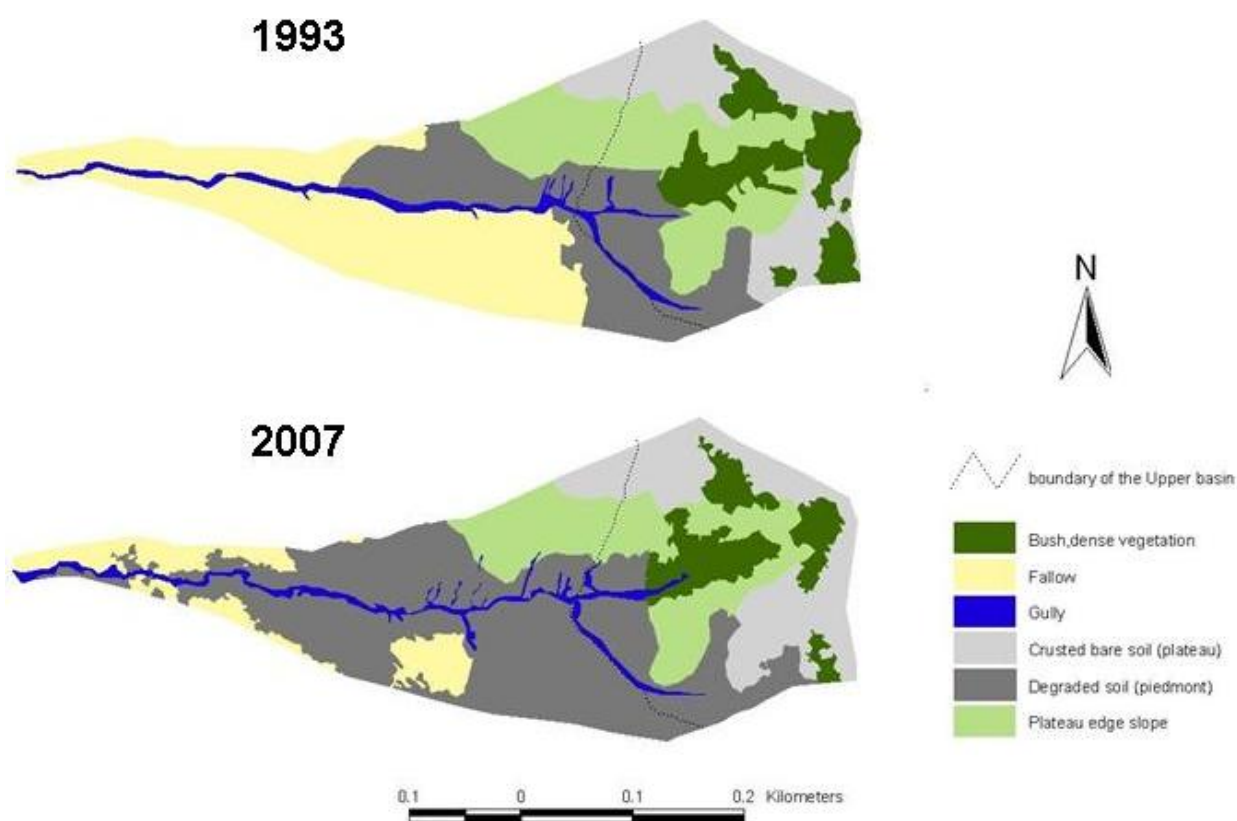 1993
N
2007
boundary of the Upper basin
Bush,dense vegetation
Fallow
Gully
Crusted bare soil (plateau)
Degraded soil (piedmont)
Plateau edge slope
0.1 0 0.1 0.2 Kilometers